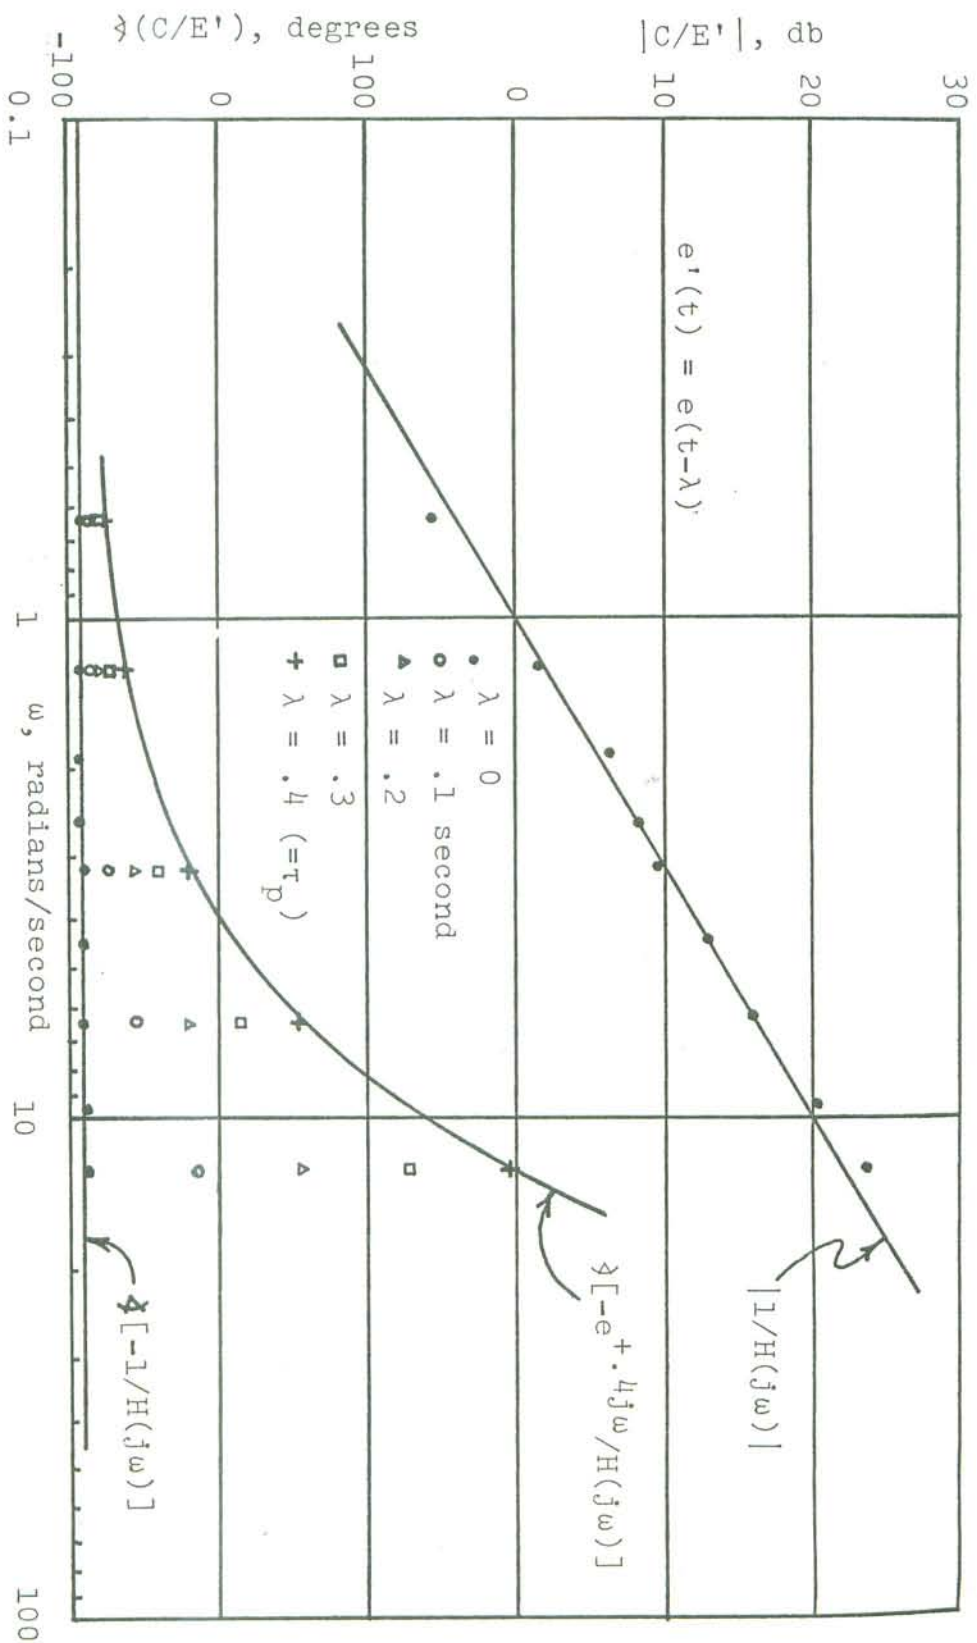 |C/E'|, db
∢(C/E'), degrees
30
20
10
0
100
0
-100
0.1
1
10
100
ω, radians/second
e'(t) = e(t-λ)
λ = 0
λ = .1 second
λ = .2
λ = .3
λ = .4 (=τp)
|1/H(jω)|
∢[-e+.4jω/H(jω)]
∢[-1/H(jω)]